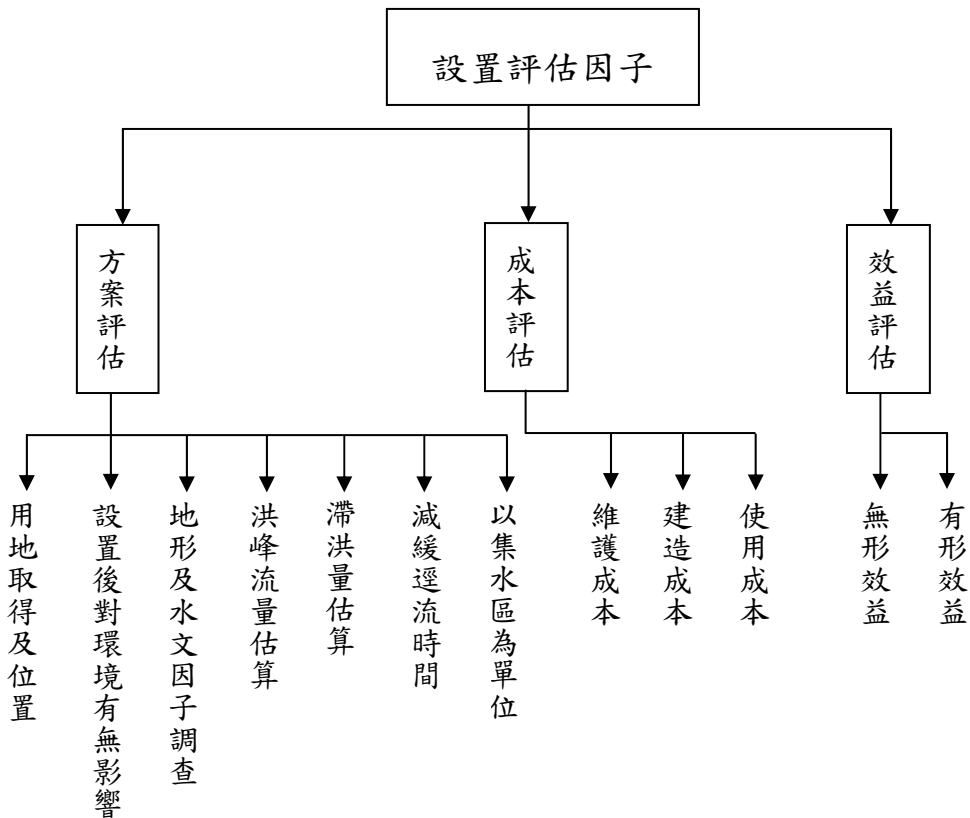 設置評估因子
方案評估
成本評估
效益評估
用地取得及位置
設置後對環境有無影響
地形及水文因子調查
洪峰流量估算
滯洪量估算
減緩逕流時間
以集水區為單位
維護成本
建造成本
使用成本
無形效益
有形效益